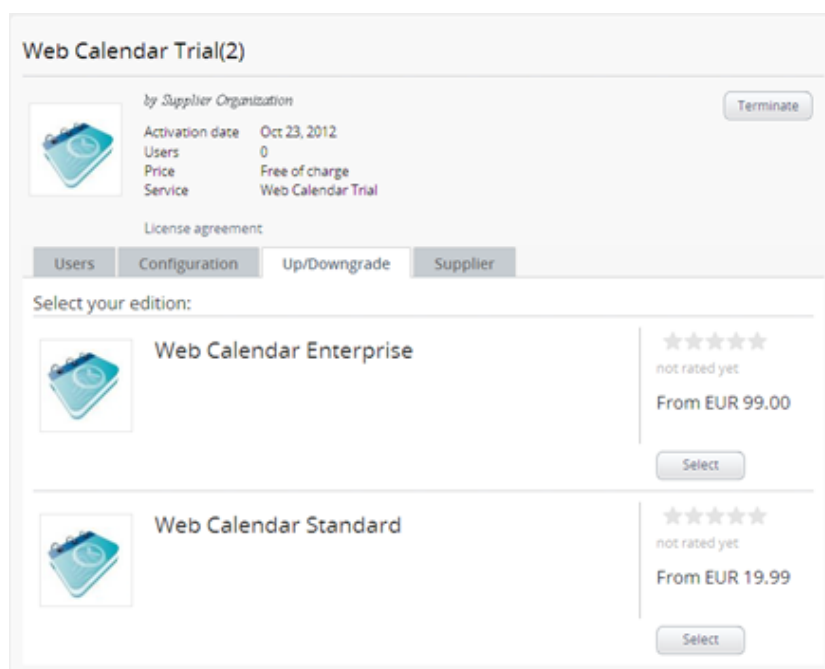 Web Calendar Trial(2)
by Supplier Organization
Terminate
Activation date Oct 23, 2012
Users 0
Price Free of charge
Service Web Calendar Trial
License agreement
Users Configuration Up/Downgrade Supplier
Select your edition:
Web Calendar Enterprise
not rated yet
From EUR 99.00
Select
Web Calendar Standard
not rated yet
From EUR 19.99
Select